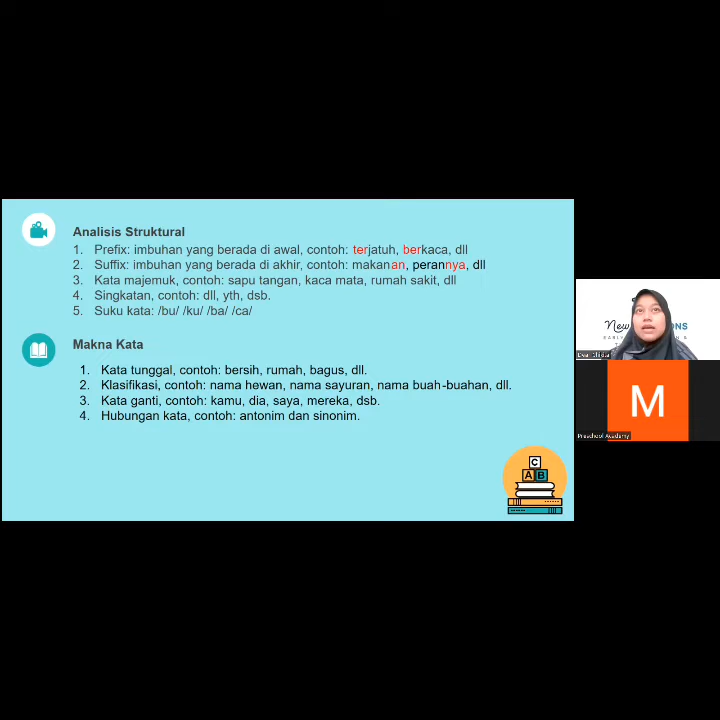 Analisis Struktural
1. Prefix: imbuhan yang berada di awal, contoh: terjatuh, berkaca, dll
2. Suffix: imbuhan yang berada di akhir, contoh: makanan, perannya, dll
3. Kata majemuk, contoh: sapu tangan, kaca mata, rumah sakit, dll
4. Singkatan, contoh: dll, yth, dsb.
5. Suku kata: /bu/ /ku/ /ba/ /ca/
Makna Kata
1. Kata tunggal, contoh: bersih, rumah, bagus, dll.
2. Klasifikasi, contoh: nama hewan, nama sayuran, nama buah-buahan, dll.
3. Kata ganti, contoh: kamu, dia, saya, mereka, dsb.
4. Hubungan kata, contoh: antonim dan sinonim.
C
A B
New
M
Preschool Academy